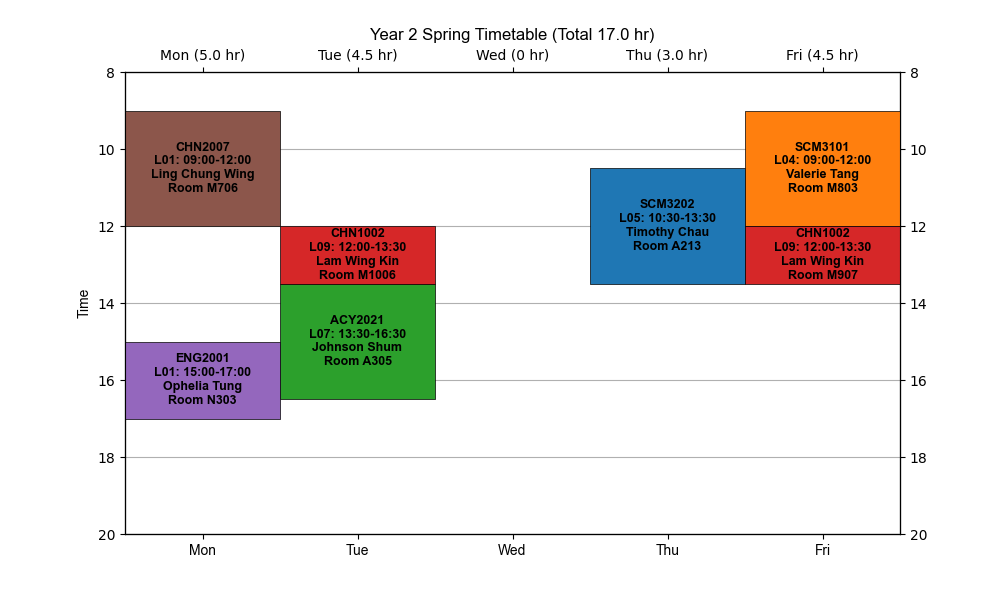 Year 2 Spring Timetable (Total 17.0 hr)
Mon (5.0 hr) Tue (4.5 hr) Wed (0 hr) Thu (3.0 hr) Fri (4.5 hr)
8 8
10 10
12 12
14 14
16 16
18 18
20 20
Time
CHN2007
L01: 09:00-12:00
Ling Chung Wing
Room M706
ENG2001
L01: 15:00-17:00
Ophelia Tung
Room N303
CHN1002
L09: 12:00-13:30
Lam Wing Kin
Room M1006
ACY2021
L07: 13:30-16:30
Johnson Shum
Room A305
SCM3202
L05: 10:30-13:30
Timothy Chau
Room A213
SCM3101
L04: 09:00-12:00
Valerie Tang
Room M803
CHN1002
L09: 12:00-13:30
Lam Wing Kin
Room M907
Mon Tue Wed Thu Fri